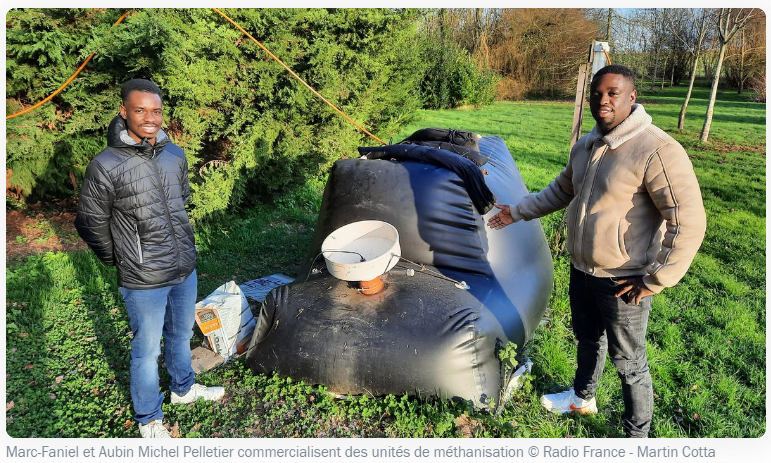 Marc-Faniel et Aubin Michel Pelletier commercialisent des unités de méthanisation © Radio France - Martin Cotta